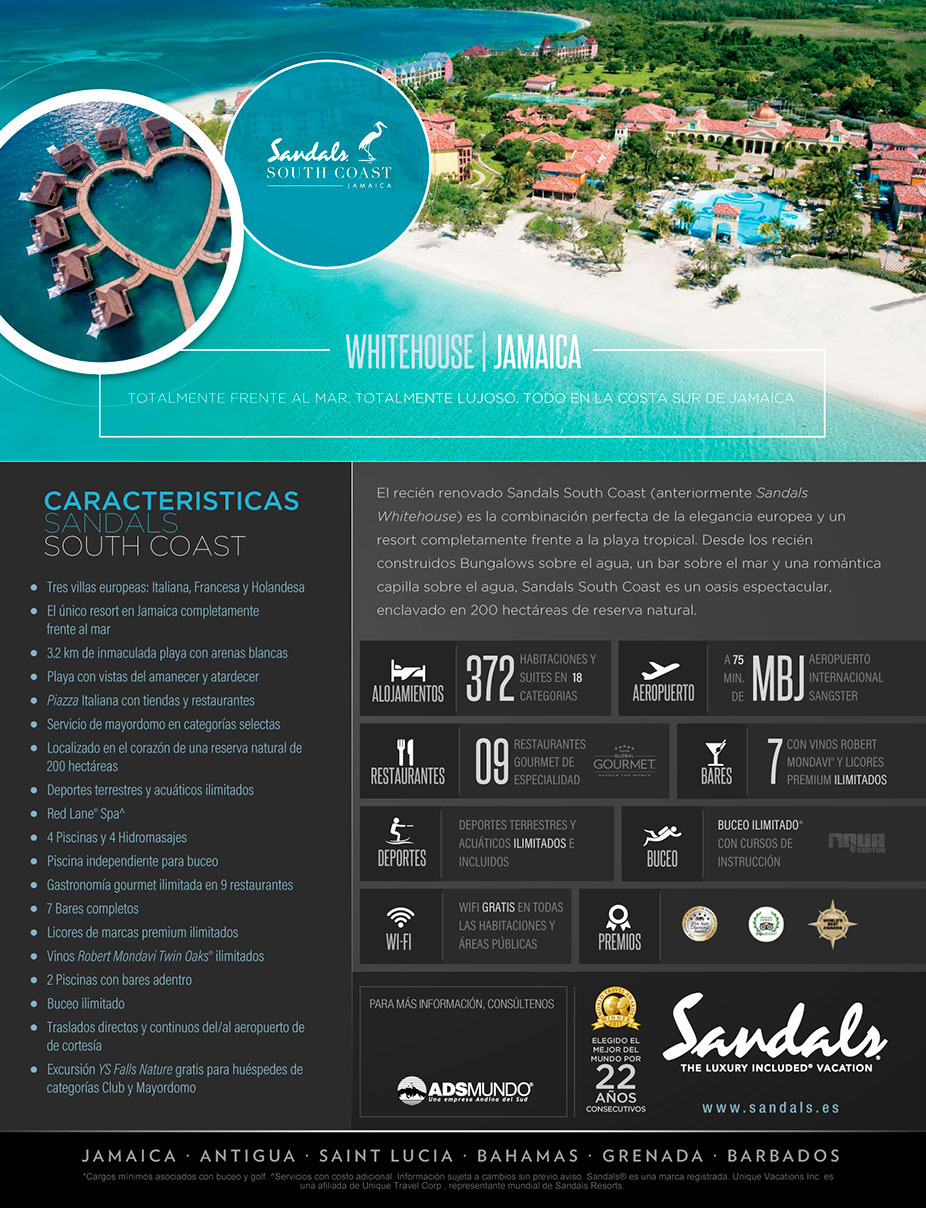 Sandals
SOUTH COAST
JAMAICA
WHITEHOUSE | JAMAICA
TOTALMENTE FRENTE AL MAR. TOTALMENTE LUJOSO. TODO EN LA COSTA SUR DE JAMAICA
CARACTERISTICAS
SANDALS
SOUTH COAST
• Tres villas europeas: Italiana, Francesa y Holandesa
• El único resort en Jamaica completamente
frente al mar
• 3.2 km de inmaculada playa con arenas blancas
• Playa con vistas del amanecer y atardecer
• Piazza Italiana con tiendas y restaurantes
• Servicio de mayordomo en categorías selectas
• Localizado en el corazón de una reserva natural de
200 hectáreas
• Deportes terrestres y acuáticos ilimitados
• Red Lane® Spa^
• 4 Piscinas y 4 Hidromasajes
• Piscina independiente para buceo
• Gastronomía gourmet ilimitada en 9 restaurantes
• 7 Bares completos
• Licores de marcas premium ilimitados
• Vinos Robert Mondavi Twin Oaks® ilimitados
• 2 Piscinas con bares adentro
• Buceo ilimitado
• Traslados directos y continuos del/al aeropuerto de
de cortesía
• Excursión YS Falls Nature gratis para huéspedes de
categorías Club y Mayordomo
El recién renovado Sandals South Coast (anteriormente Sandals
Whitehouse) es la combinación perfecta de la elegancia europea y un
resort completamente frente a la playa tropical. Desde los recién
construidos Bungalows sobre el agua, un bar sobre el mar y una romántica
capilla sobre el agua, Sandals South Coast es un oasis espectacular,
enclavado en 200 hectáreas de reserva natural.
ALOJAMIENTOS
372
HABITACIONES Y
SUITES EN 18
CATEGORIAS
AEROPUERTO
A 75
MIN.
DE
MBJ
AEROPUERTO
INTERNACIONAL
SANGSTER
RESTAURANTES
09
RESTAURANTES
GOURMET DE
ESPECIALIDAD
GLOBAL
GOURMET
BARES
7
CON VINOS ROBERT
MONDAVI® Y LICORES
PREMIUM ILIMITADOS
DEPORTES
DEPORTES TERRESTRES Y
ACUÁTICOS ILIMITADOS E
INCLUIDOS
BUCEO
BUCEO ILIMITADO*
CON CURSOS DE
INSTRUCCIÓN
AQUA
CENTER
WI-FI
WIFI GRATIS EN TODAS
LAS HABITACIONES Y
ÁREAS PÚBLICAS
PREMIOS
PARA MÁS INFORMACIÓN, CONSÚLTENOS
ADSMUNDO®
Una empresa Andina del Sud
WINNER
2017
ELEGIDO EL
MEJOR DEL
MUNDO POR
22
AÑOS
CONSECUTIVOS
Sandals®
THE LUXURY INCLUDED® VACATION
www.sandals.es
JAMAICA · ANTIGUA · SAINT LUCIA · BAHAMAS · GRENADA · BARBADOS
*Cargos mínimos asociados con buceo y golf. ^Servicios con costo adicional. Información sujeta a cambios sin previo aviso. Sandals® es una marca registrada. Unique Vacations Inc. es
una afiliada de Unique Travel Corp., representante mundial de Sandals Resorts.